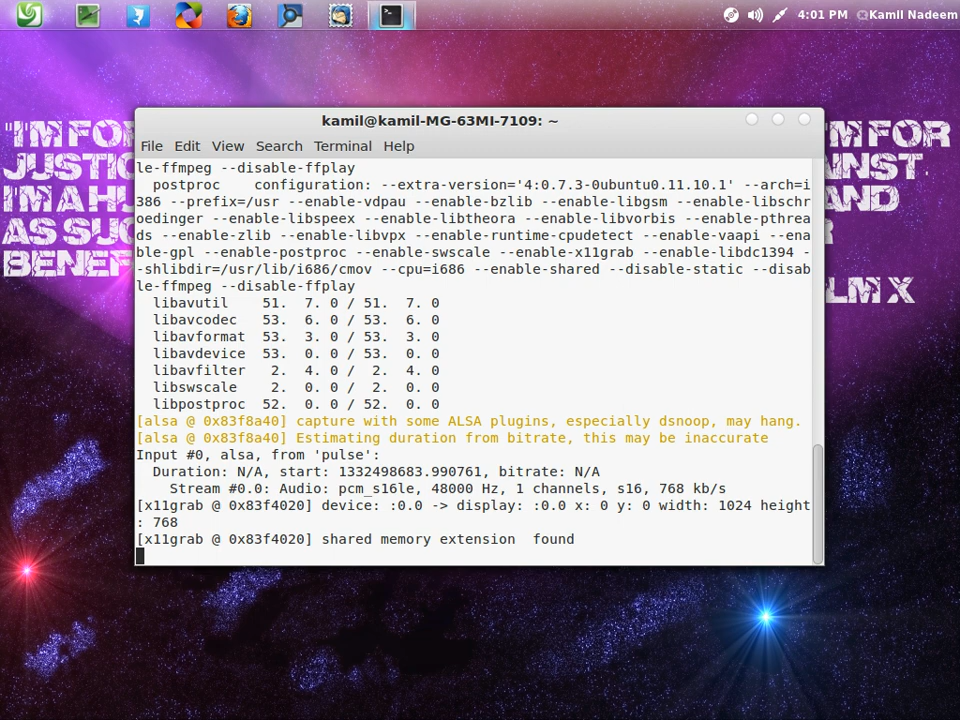 4:01 PM Kamil Nadeem
kamil@kamil-MG-63MI-7109: ~
File Edit View Search Terminal Help
le-ffmpeg --disable-ffplay
  postproc    configuration: --extra-version='4:0.7.3-0ubuntu0.11.10.1' --arch=i
386 --prefix=/usr --enable-vdpau --enable-bzlib --enable-libgsm --enable-libschr
oedinger --enable-libspeex --enable-libtheora --enable-libvorbis --enable-pthrea
ds --enable-zlib --enable-libvpx --enable-runtime-cpudetect --enable-vaapi --ena
ble-gpl --enable-postproc --enable-swscale --enable-x11grab --enable-libdc1394 -
-shlibdir=/usr/lib/i686/cmov --cpu=i686 --enable-shared --disable-static --disab
le-ffmpeg --disable-ffplay
  libavutil    51.  7. 0 / 51.  7. 0
  libavcodec   53.  6. 0 / 53.  6. 0
  libavformat  53.  3. 0 / 53.  3. 0
  libavdevice  53.  0. 0 / 53.  0. 0
  libavfilter   2.  4. 0 /  2.  4. 0
  libswscale    2.  0. 0 /  2.  0. 0
  libpostproc  52.  0. 0 / 52.  0. 0
[alsa @ 0x83f8a40] capture with some ALSA plugins, especially dsnoop, may hang.
[alsa @ 0x83f8a40] Estimating duration from bitrate, this may be inaccurate
Input #0, alsa, from 'pulse':
  Duration: N/A, start: 1332498683.990761, bitrate: N/A
    Stream #0.0: Audio: pcm_s16le, 48000 Hz, 1 channels, s16, 768 kb/s
[x11grab @ 0x83f4020] device: :0.0 -> display: :0.0 x: 0 y: 0 width: 1024 height
: 768
[x11grab @ 0x83f4020] shared memory extension  found
"I'M FOR
JUSTIC
I'M A HU
AS SUC
BENEF
'M FOR
AINST
AND
R
LM X